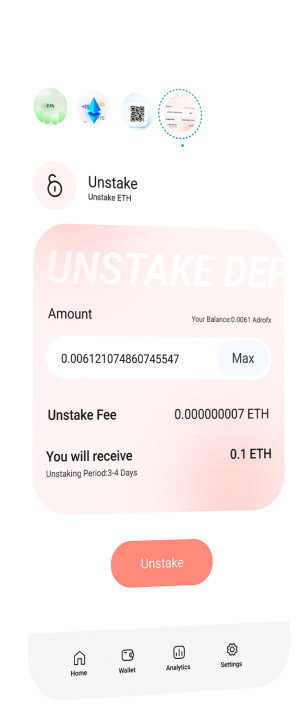 Unstake
Unstake ETH
UNSTAKE DEP
Amount
Your Balance:0.0061 Adrofx
0.006121074860745547
Max
Unstake Fee
0.000000007 ETH
You will receive
0.1 ETH
Unstaking Period:3-4 Days
Unstake
Home
Wallet
Analytics
Settings